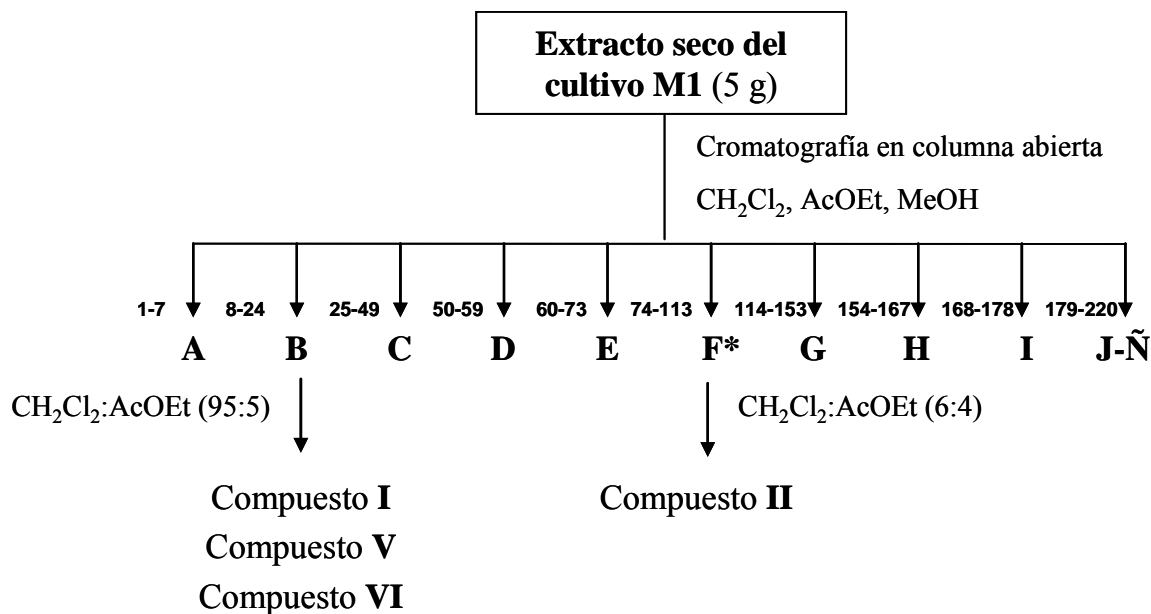 Extracto seco del
cultivo M1 (5 g)
Cromatografía en columna abierta
CH₂Cl₂, AcOEt, MeOH
1-7 8-24 25-49 50-59 60-73 74-113 114-153 154-167 168-178 179-220
A B C D E F* G H I J-Ñ
CH₂Cl₂:AcOEt (95:5) CH₂Cl₂:AcOEt (6:4)
Compuesto I Compuesto II
Compuesto V
Compuesto VI